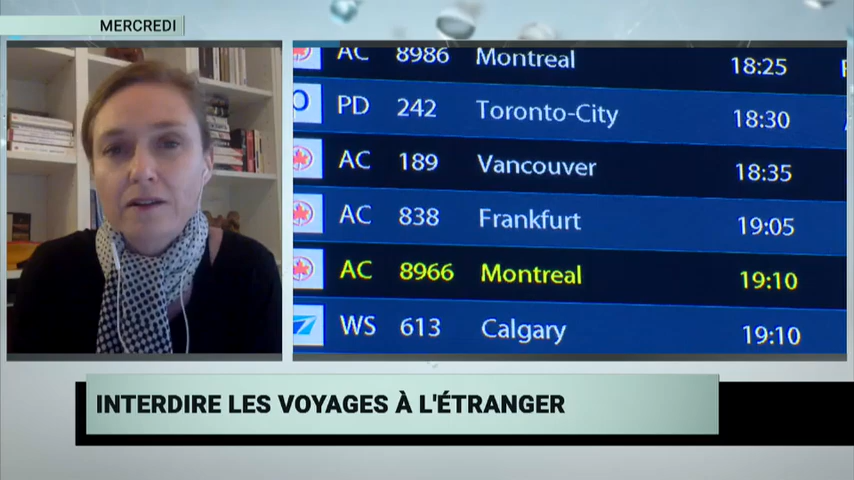 MERCREDI
AC 8986 Montreal 18:25
PD 242 Toronto-City 18:30
AC 189 Vancouver 18:35
AC 838 Frankfurt 19:05
AC 8966 Montreal 19:10
WS 613 Calgary 19:10
INTERDIRE LES VOYAGES À L'ÉTRANGER